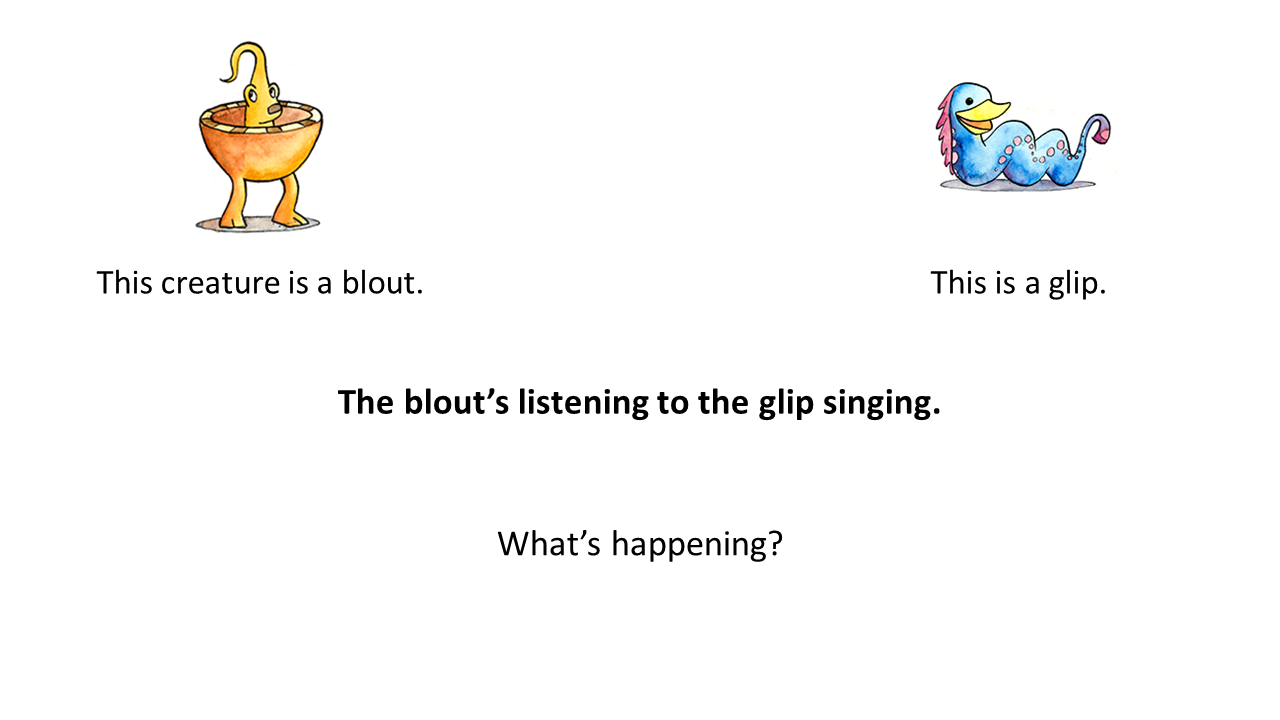 This creature is a blout.
This is a glip.
The blout’s listening to the glip singing.
What’s happening?